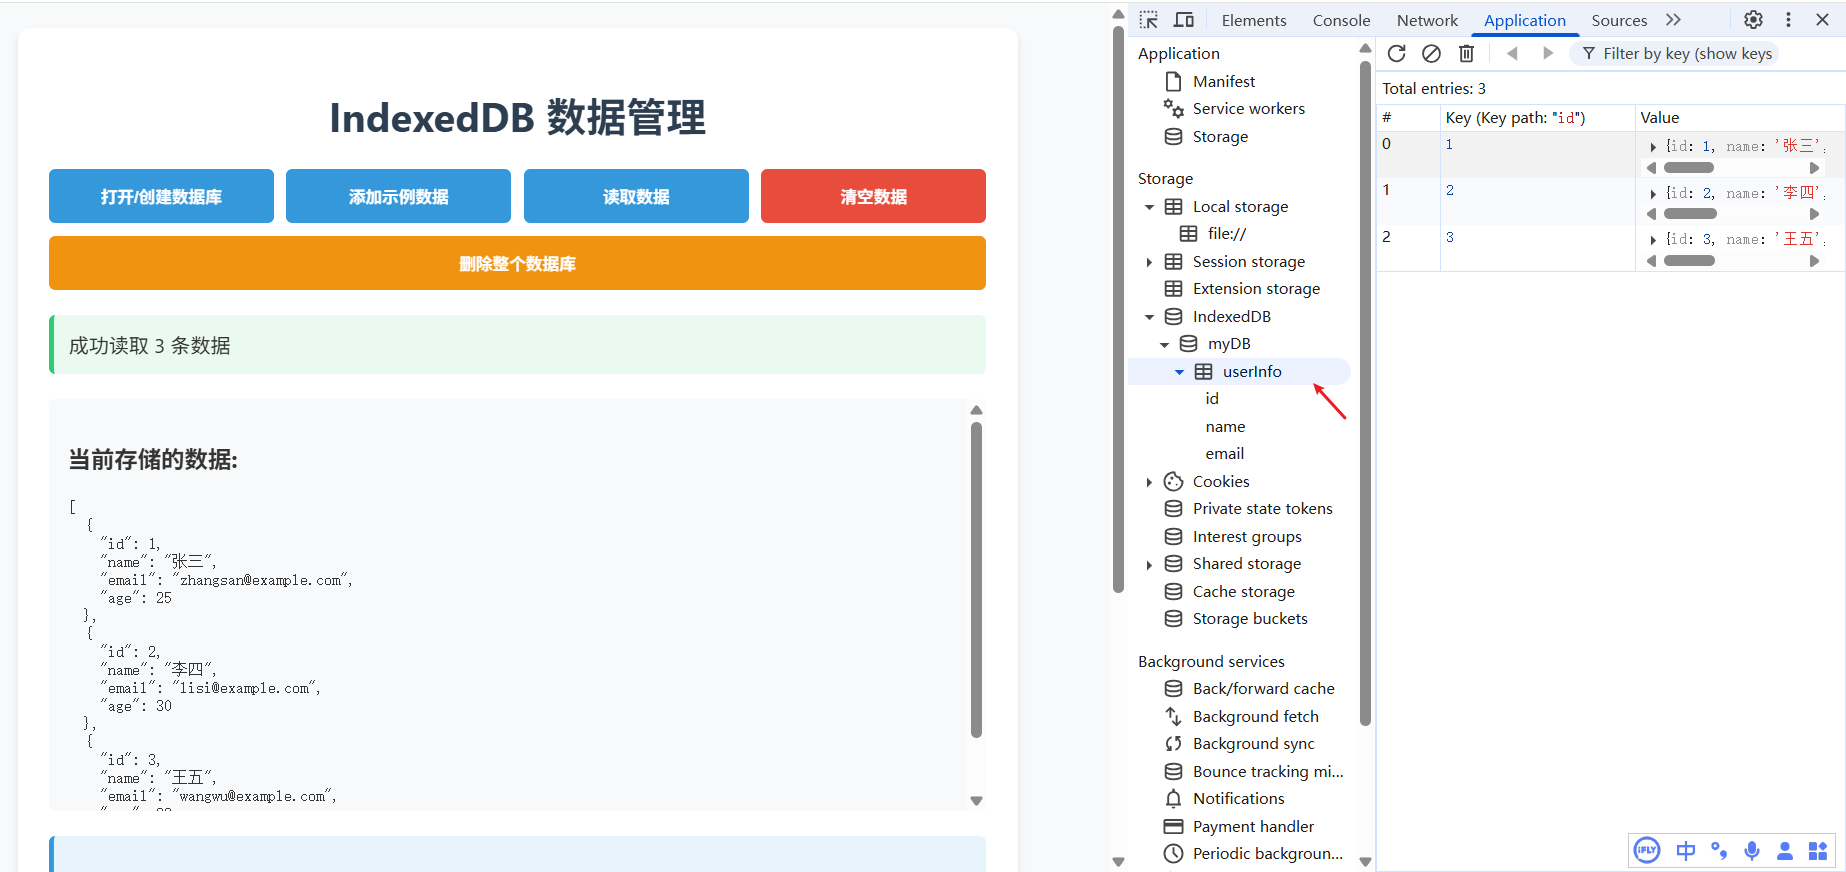 IndexedDB 数据管理
打开/创建数据库
添加示例数据
读取数据
清空数据
删除整个数据库
成功读取 3 条数据
当前存储的数据:
[
{
"id": 1,
"name": "张三",
"email": "zhangsan@example.com",
"age": 25
},
{
"id": 2,
"name": "李四",
"email": "lisi@example.com",
"age": 30
},
{
"id": 3,
"name": "王五",
"email": "wangwu@example.com",
Elements Console Network Application Sources
Application
Manifest
Service workers
Storage
Storage
Local storage
file://
Session storage
Extension storage
IndexedDB
myDB
userInfo
id
name
email
Cookies
Private state tokens
Interest groups
Shared storage
Cache storage
Storage buckets
Background services
Back/forward cache
Background fetch
Background sync
Bounce tracking mi...
Notifications
Payment handler
Periodic backgroun...
Filter by key (show keys
Total entries: 3
# Key (Key path: "id") Value
0 1 {id: 1, name: '张三',
1 2 {id: 2, name: '李四',
2 3 {id: 3, name: '王五',
iFLY 中